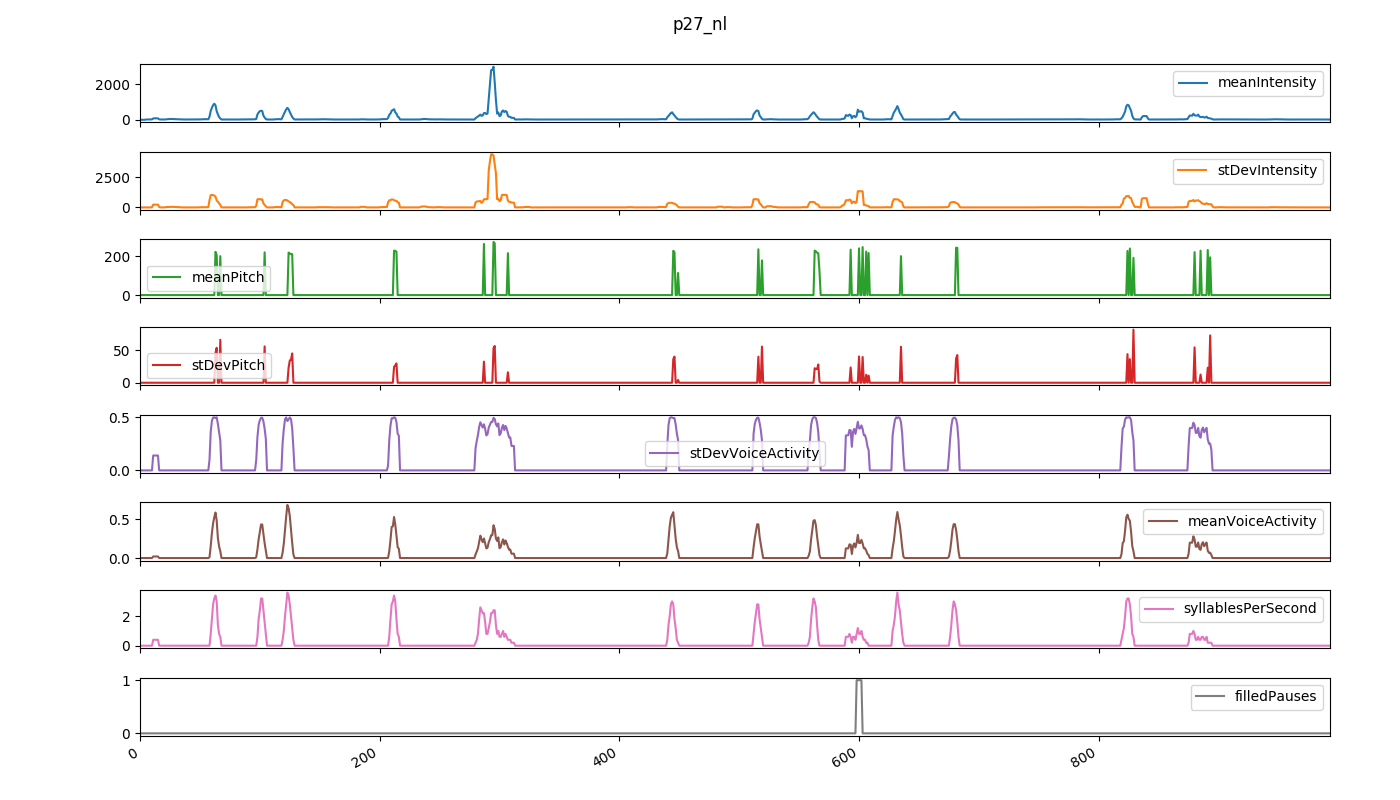 p27_nl
2000
0
meanIntensity
2500
0
stDevIntensity
200
0
meanPitch
50
0
stDevPitch
0.5
0.0
stDevVoiceActivity
0.5
0.0
meanVoiceActivity
2
0
syllablesPerSecond
1
0
filledPauses
0
200
400
600
800